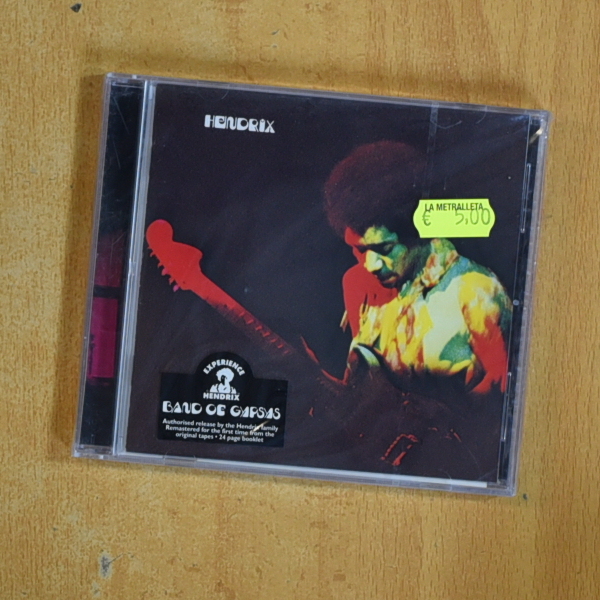 HENDRIX
LA METRALLETA
€ 5,00
EXPERIENCE
HENDRIX
BAND OF GYPSYS
Authorised release by the Hendrix family
Remastered for the first time from the
original tapes • 24 page booklet